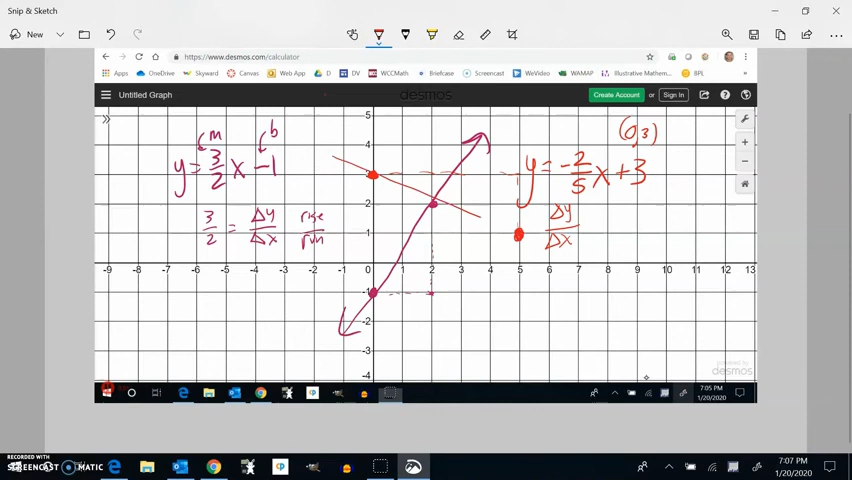 Snip & Sketch
New
https://www.desmos.com/calculator
Apps OneDrive Skyward Canvas Web App D DV WCCMath Briefcase Screencast WeVideo WAMAP Illustrative Mathem... BPL
Untitled Graph desmos Create Account or Sign In
m b (0,3)
y = 3/2 x - 1
y = -2/5 x + 3
3/2 = Δy/Δx rise/run
Δy/Δx
5
4
2
1
-9 -8 -7 -6 -5 -4 -3 -2 -1 0 1 2 3 4 5 6 7 8 9 10 11 12 13
-1
-2
-3
-4
powered by
desmos
7:05 PM
1/20/2020
RECORDED WITH
SCREENCAST MATIC
7:07 PM
1/20/2020